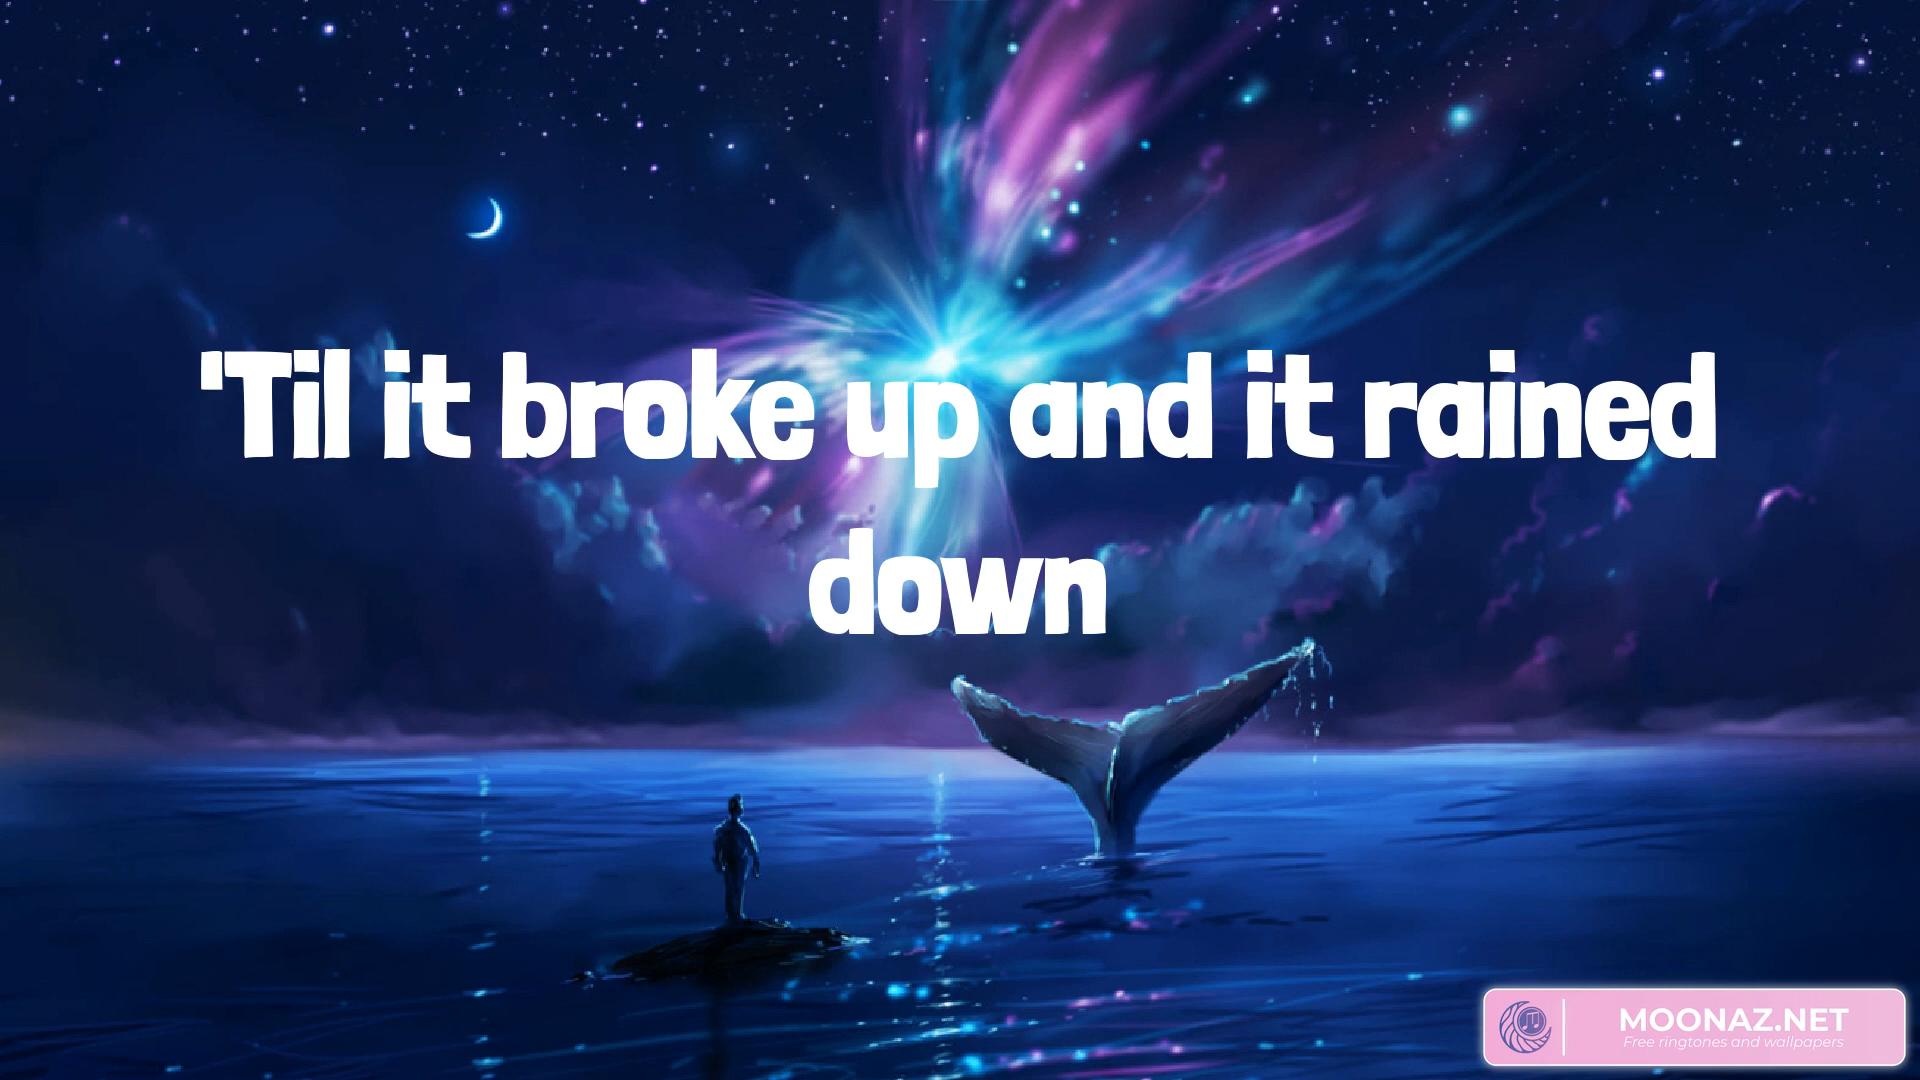 'Til it broke up and it rained
down
MOONAZ.NET
Free ringtones and wallpapers